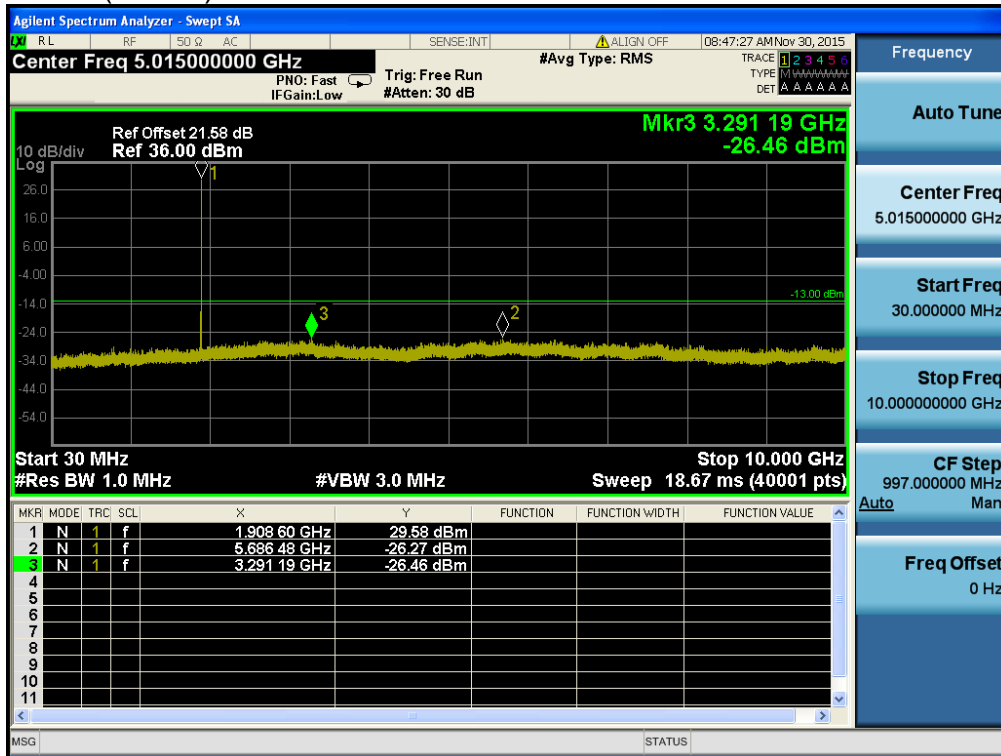 Agilent Spectrum Analyzer - Swept SA
LXI RL RF 50 Ω AC SENSE:INT ALIGN OFF 08:47:27 AM Nov 30, 2015
Center Freq 5.015000000 GHz #Avg Type: RMS TRACE 1 2 3 4 5 6
PNO: Fast Trig: Free Run TYPE M WWWWW
IFGain:Low #Atten: 30 dB DET A A A A A A
Mkr3 3.291 19 GHz
-26.46 dBm
Ref Offset 21.58 dB
10 dB/div Ref 36.00 dBm
Log
1
26.0
16.0
6.00
-4.00
-13.00 dBm
-14.0
3 2
-24.0
-34.0
-44.0
-54.0
Start 30 MHz Stop 10.000 GHz
#Res BW 1.0 MHz #VBW 3.0 MHz Sweep 18.67 ms (40001 pts)
MKR MODE TRC SCL X Y FUNCTION FUNCTION WIDTH FUNCTION VALUE
1 N 1 f 1.908 60 GHz 29.58 dBm
2 N 1 f 5.686 48 GHz -26.27 dBm
3 N 1 f 3.291 19 GHz -26.46 dBm
4
5
6
7
8
9
10
11
MSG STATUS
Frequency
Auto Tune
Center Freq
5.015000000 GHz
Start Freq
30.000000 MHz
Stop Freq
10.000000000 GHz
CF Step
997.000000 MHz
Auto Man
Freq Offset
0 Hz